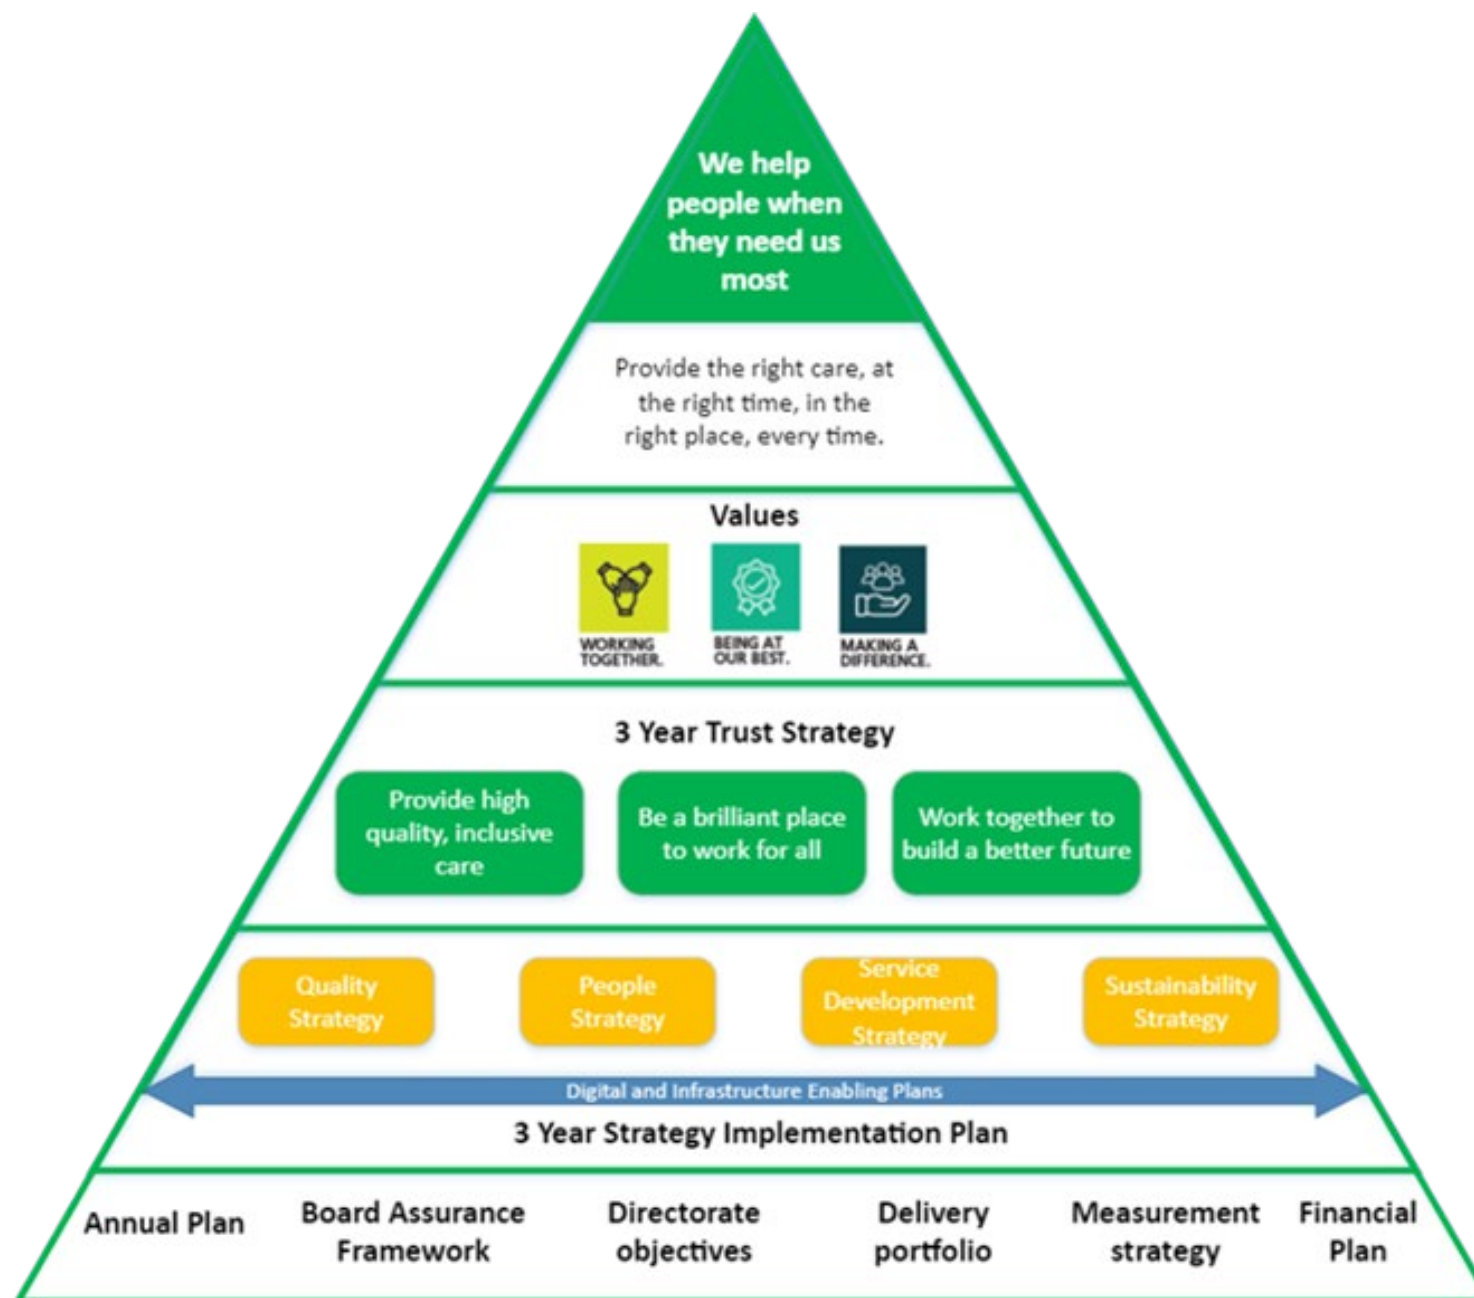 We help
people when
they need us
most
Provide the right care, at
the right time, in the
right place, every time.
Values
WORKING
TOGETHER.
BEING AT
OUR BEST.
MAKING A
DIFFERENCE.
3 Year Trust Strategy
Provide high
quality, inclusive
care
Be a brilliant place
to work for all
Work together to
build a better future
Quality
Strategy
People
Strategy
Service
Development
Strategy
Sustainability
Strategy
Digital and Infrastructure Enabling Plans
3 Year Strategy Implementation Plan
Annual Plan
Board Assurance
Framework
Directorate
objectives
Delivery
portfolio
Measurement
strategy
Financial
Plan